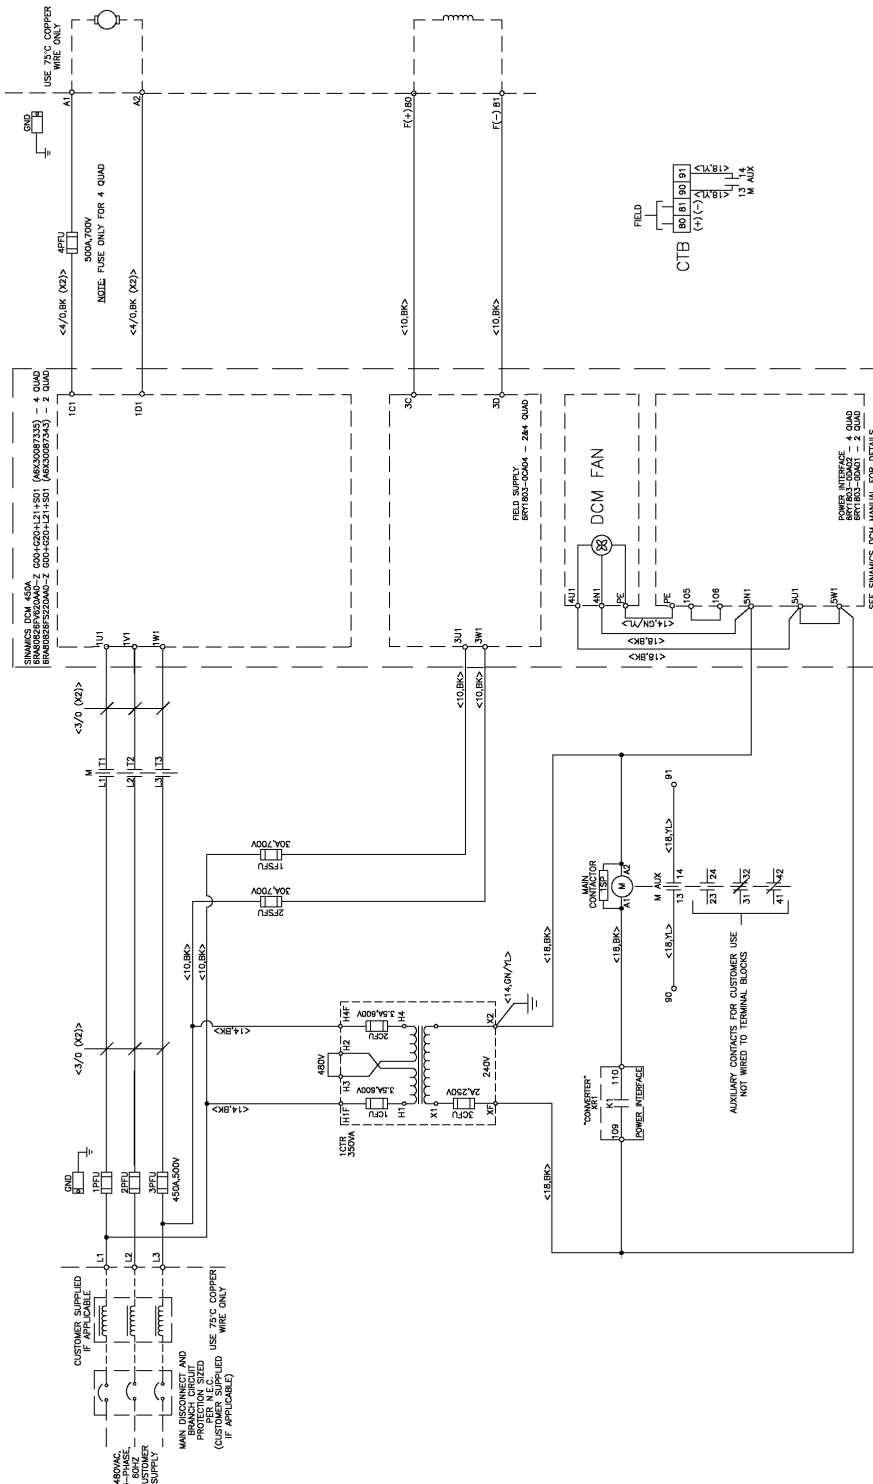 480VAC,
-PHASE,
60HZ
CUSTOMER
SUPPLY
MAIN DISCONNECT AND
BRANCH CIRCUIT
PROTECTION SIZED
PER N.E.C.
(CUSTOMER SUPPLIED
IF APPLICABLE)
CUSTOMER SUPPLIED
IF APPLICABLE
USE 75°C COPPER
WIRE ONLY
L1
L2
L3
GND
1PFU
2PFU
3PFU
450A,500V
<3/0 (X2)>
M
L1 T1
L2 T2
L3 T3
<3/0 (X2)>
SINAMICS DCM 450A
6RA80826FV620AA0-Z G00+G20+L21+S01 (A6X30087335) - 4 QUAD
6RA80826FS220AA0-Z G00+G20+L21+S01 (A6X30087343) - 2 QUAD
1U1
1V1
1W1
1C1
1D1
<4/0,BK (X2)>
<4/0,BK (X2)>
4PFU
500A,700V
NOTE: FUSE ONLY FOR 4 QUAD
GND
A1
A2
USE 75°C COPPER
WIRE ONLY
<10,BK>
<10,BK>
1FSFU
30A,700V
2FSFU
30A,700V
<10,BK>
<10,BK>
3U1
3W1
3C
3D
FIELD SUPPLY
6RY1803-0CA04 - 2&4 QUAD
<10,BK>
<10,BK>
F(+) 80
F(-) 81
<14,BK>
<14,BK>
1CTR
350VA
H1F
H3
H2
H4F
480V
1CFU
3.5A,600V
2CFU
3.5A,600V
H1
H4
X1
3CFU
2A,250V
XF
240V
X2
<14,GN/YL>
<18,BK>
<18,BK>
"CONVERTER"
XR1
K1
109
110
POWER INTERFACE
<18,BK>
MAIN
CONTACTOR
1SP
M
A1
A2
M AUX
13 14
23 24
31 32
41 42
90
<18,YL>
<18,YL>
91
AUXILIARY CONTACTS FOR CUSTOMER USE
NOT WIRED TO TERMINAL BLOCKS
DCM FAN
4U1
4N1
PE
PE
105
106
5N1
5U1
5W1
<14,GN/YL>
<18,BK>
<18,BK>
POWER INTERFACE
6RY1803-0DA02 - 4 QUAD
6RY1803-0DA01 - 2 QUAD
SEE SINAMICS DCM MANUAL FOR DETAILS
CTB
FIELD
80 81 90 91
(+) (-)
<18,YL>
<18,YL>
13 14
M AUX